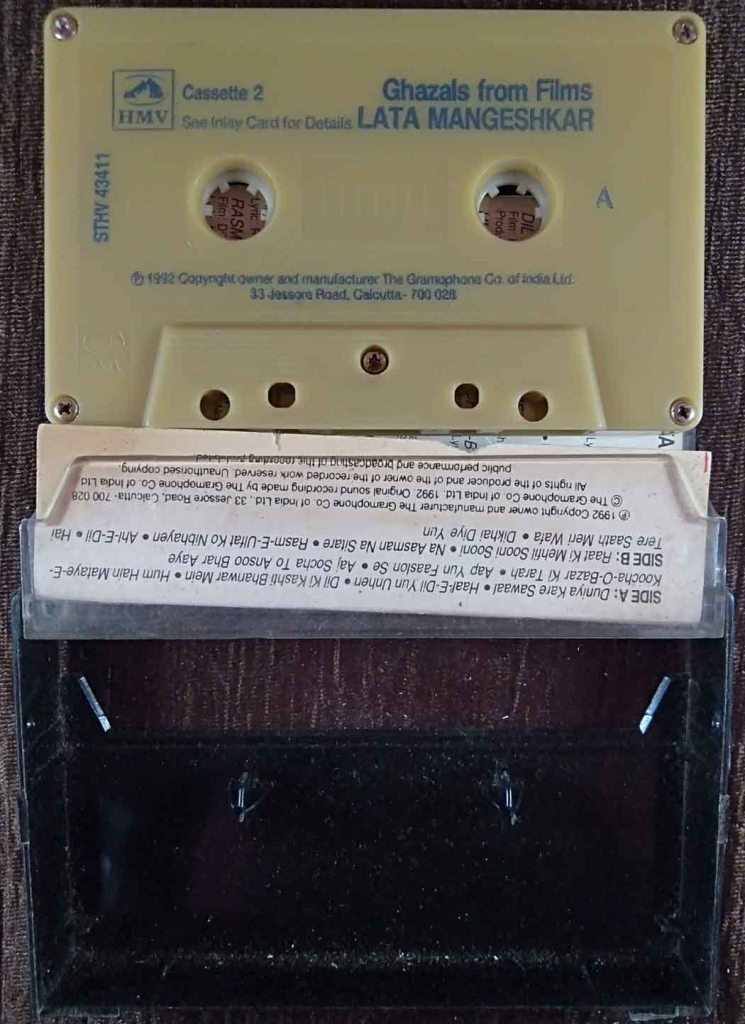 HMV
Cassette 2
Ghazals from Films
See Inlay Card for Details
LATA MANGESHKAR
STHV 43411
A
RASM
Film: D
DIL
Film:
℗ 1992 Copyright owner and manufacturer The Gramophone Co. of India Ltd.
33 Jessore Road, Calcutta- 700 028
SIDE A: Duniya Kare Sawaal • Haal-E-Dil Yun Unhen • Dil Ki Kashti Bhanwar Mein • Hum Hain Mataye-E-
Koocha-O-Bazar Ki Tarah • Aap Yun Faaslon Se • Aaj Socha To Ansoo Bhar Aaye
SIDE B: Raat Ki Mehfil Sooni Sooni • Na Aasman Na Sitare • Rasm-E-Ulfat Ko Nibhayen • Ahl-E-Dil • Hai
Tere Saath Meri Wafa • Dikhai Diye Yun
℗ 1992 Copyright owner and manufacturer The Gramophone Co. of India Ltd., 33 Jessore Road, Calcutta- 700 028
© The Gramophone Co. of India Ltd. 1992. Original sound recording made by The Gramophone Co. of India Ltd.
All rights of the producer and of the owner of the recorded work reserved. Unauthorised copying,
public performance and broadcasting of this recording prohibited